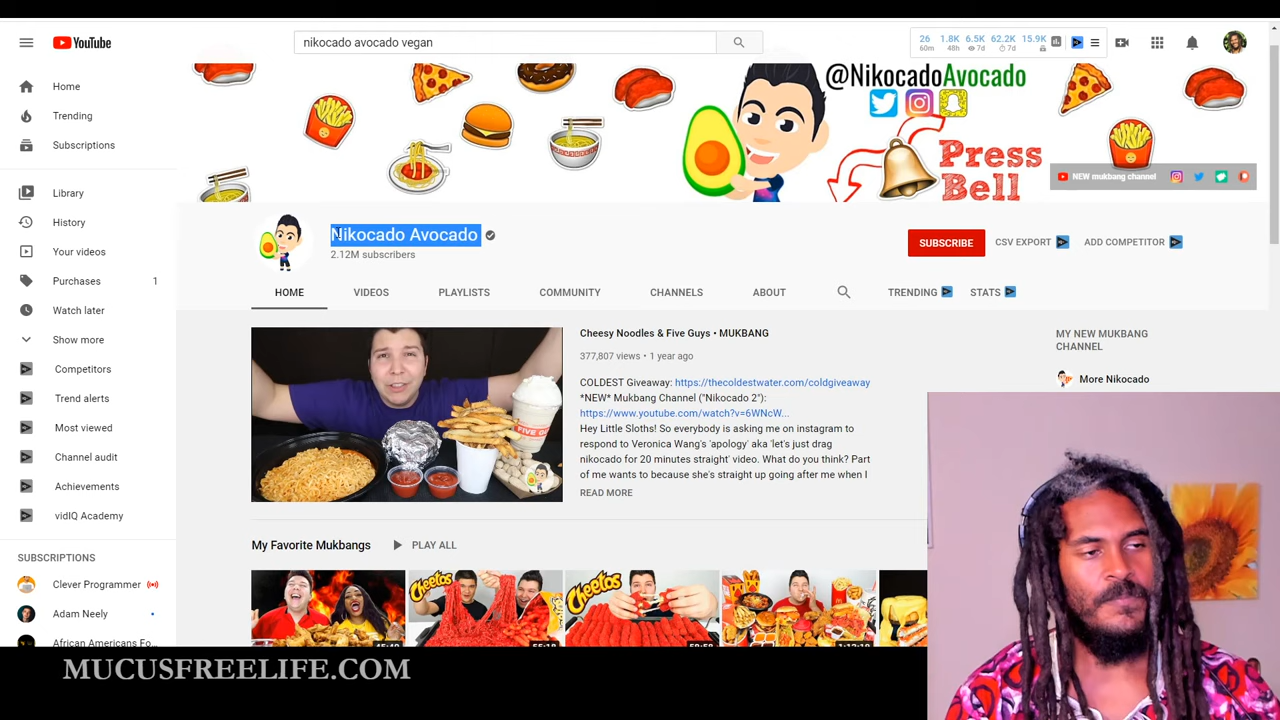 YouTube
nikocado avocado vegan
26 1.8K 6.5K 62.2K 15.9K
60m 48h 7d 7d
@NikocadoAvocado
Press
Bell
NEW mukbang channel
Home
Trending
Subscriptions
Library
History
Your videos
Purchases 1
Watch later
Show more
Competitors
Trend alerts
Most viewed
Channel audit
Achievements
vidIQ Academy
SUBSCRIPTIONS
Clever Programmer
Adam Neely
African Americans Fo...
Nikocado Avocado
2.12M subscribers
SUBSCRIBE
CSV EXPORT
ADD COMPETITOR
HOME VIDEOS PLAYLISTS COMMUNITY CHANNELS ABOUT TRENDING STATS
FIVE GUYS
Cheesy Noodles & Five Guys • MUKBANG
377,807 views • 1 year ago
COLDEST Giveaway: https://thecoldestwater.com/coldgiveaway
*NEW* Mukbang Channel ("Nikocado 2"):
https://www.youtube.com/watch?v=6WNcW...
Hey Little Sloths! So everybody is asking me on instagram to
respond to Veronica Wang's 'apology' aka 'let's just drag
nikocado for 20 minutes straight' video. What do you think? Part
of me wants to because she's straight up going after me when I
READ MORE
MY NEW MUKBANG
CHANNEL
More Nikocado
My Favorite Mukbangs
PLAY ALL
Cheetos
Cheetos
MUCUSFREELIFE.COM